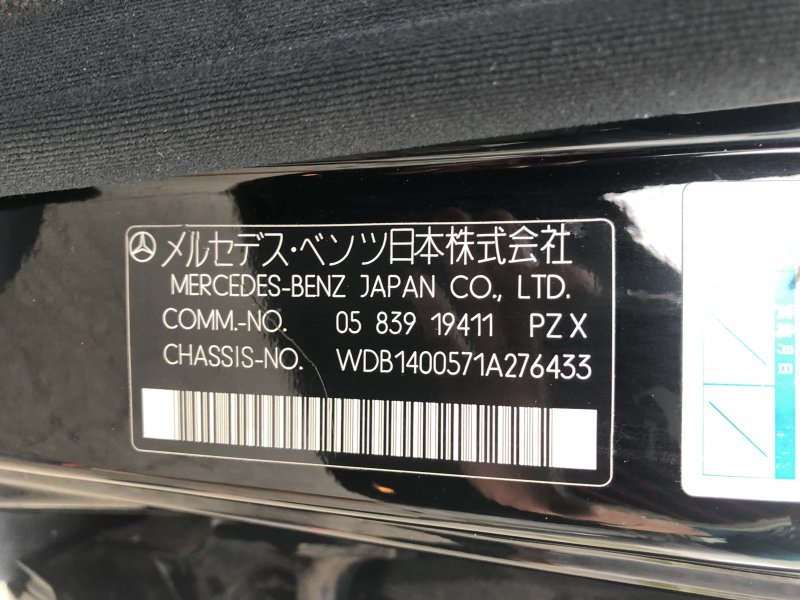 メルセデス・ベンツ日本株式会社
MERCEDES-BENZ JAPAN CO., LTD.
COMM.-NO. 05 839 19411 PZX
CHASSIS-NO. WDB1400571A276433